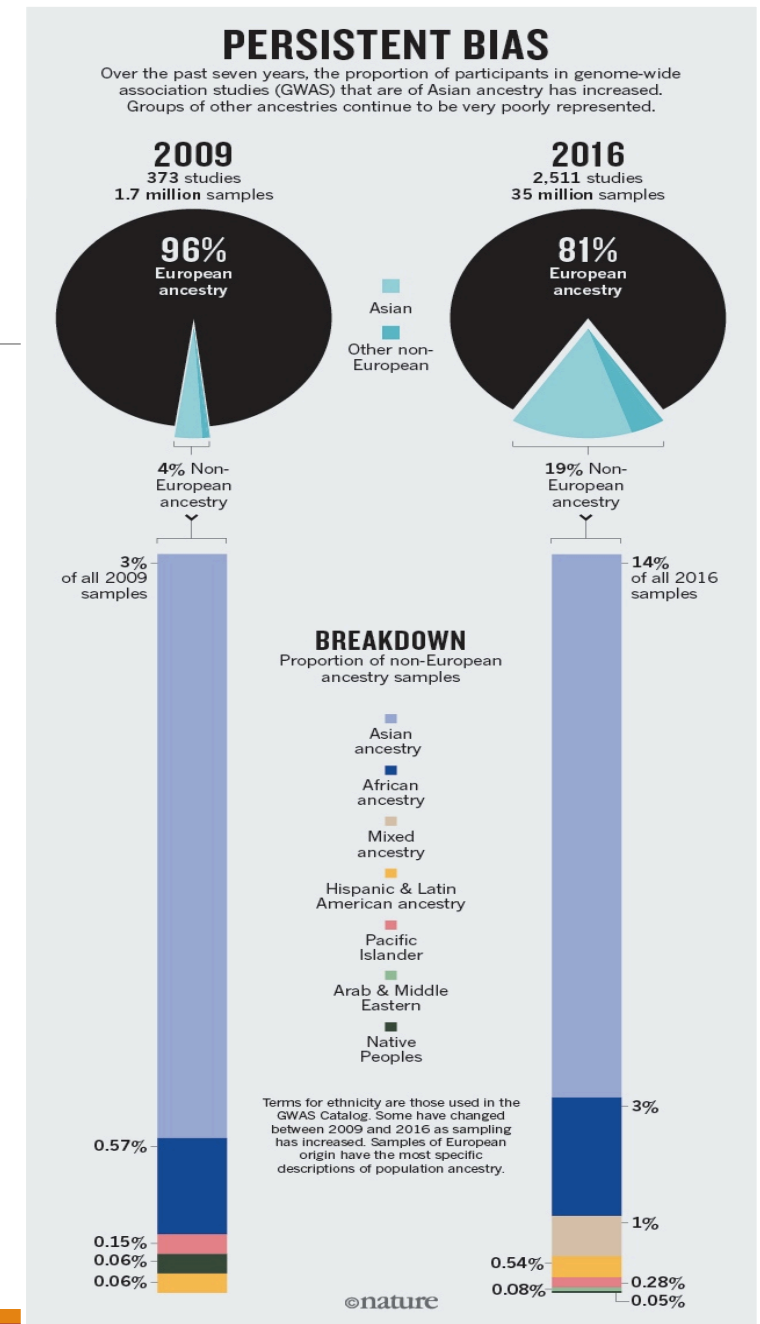 PERSISTENT BIAS
Over the past seven years, the proportion of participants in genome-wide
association studies (GWAS) that are of Asian ancestry has increased.
Groups of other ancestries continue to be very poorly represented.
2009
373 studies
1.7 million samples
2016
2,511 studies
35 million samples
96%
European
ancestry
81%
European
ancestry
Asian
Other non-
European
4% Non-
European
ancestry
19% Non-
European
ancestry
3%
of all 2009
samples
14%
of all 2016
samples
BREAKDOWN
Proportion of non-European
ancestry samples
Asian
ancestry
African
ancestry
Mixed
ancestry
Hispanic & Latin
American ancestry
Pacific
Islander
Arab & Middle
Eastern
Native
Peoples
Terms for ethnicity are those used in the
GWAS Catalog. Some have changed
between 2009 and 2016 as sampling
has increased. Samples of European
origin have the most specific
descriptions of population ancestry.
0.57%
0.15%
0.06%
0.06%
3%
1%
0.54%
0.28%
0.08%
0.05%
©nature